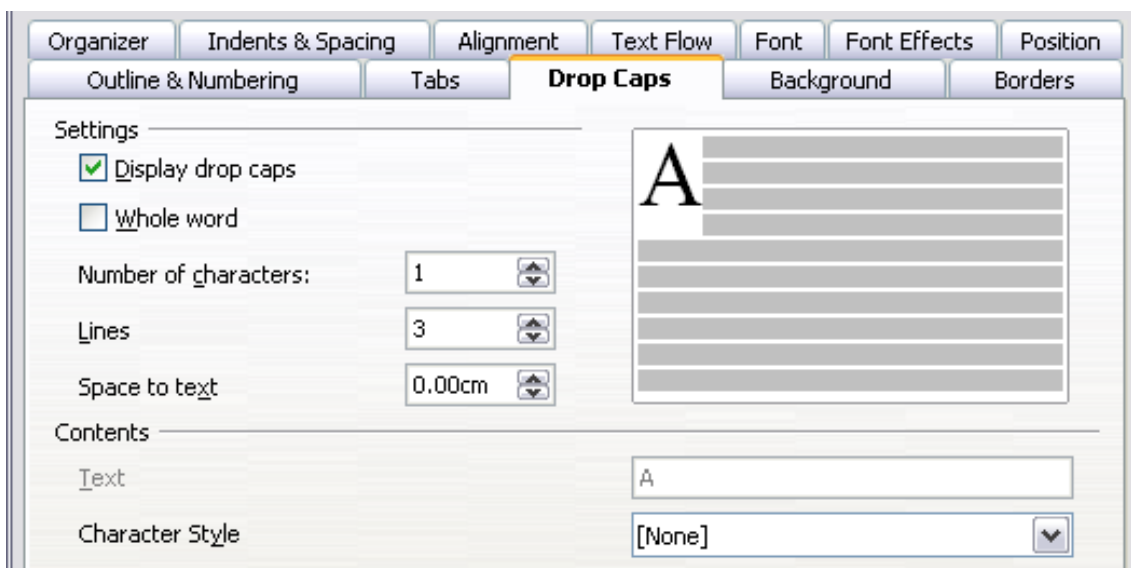 Organizer Indents & Spacing Alignment Text Flow Font Font Effects Position
Outline & Numbering Tabs Drop Caps Background Borders
Settings
Display drop caps
Whole word
Number of characters: 1
Lines 3
Space to text 0.00cm
A
Contents
Text A
Character Style [None]